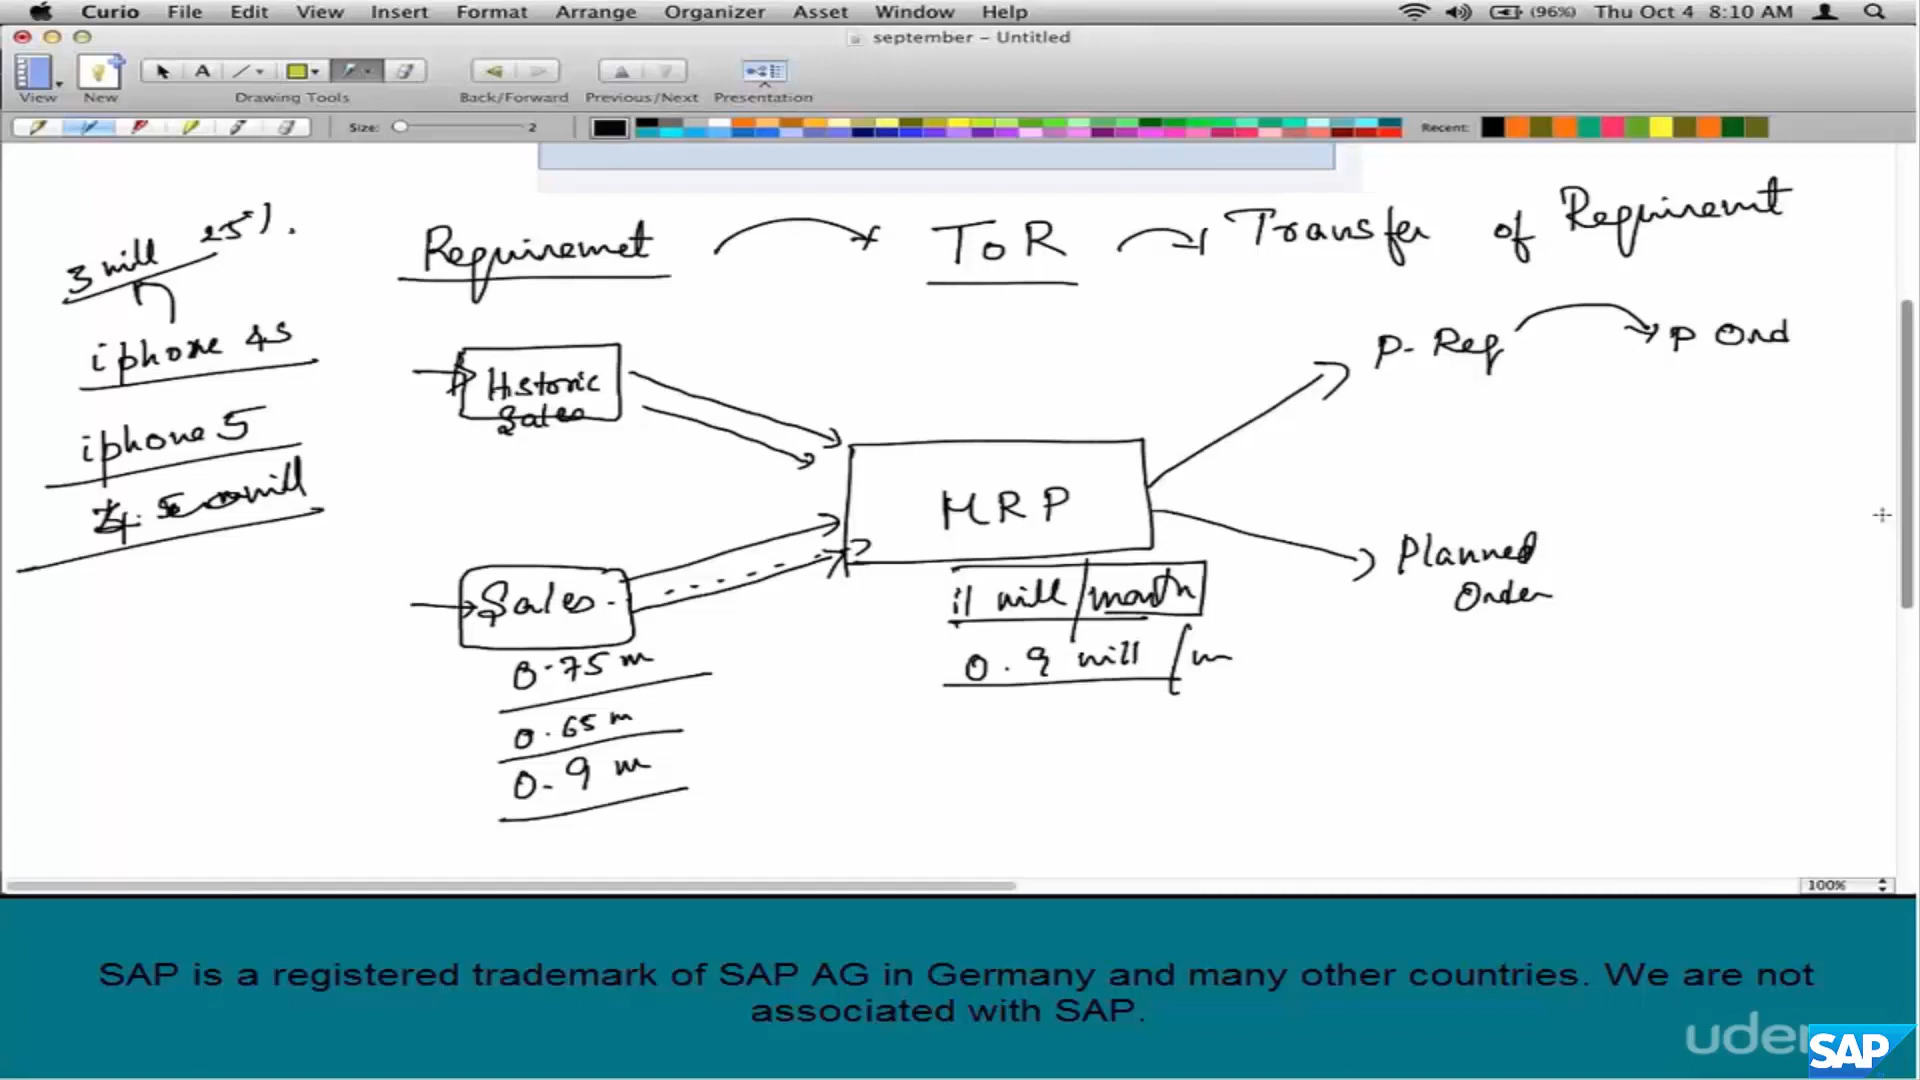 Curio File Edit View Insert Format Arrange Organizer Asset Window Help (96%) Thu Oct 4 8:10 AM
september – Untitled
View New Drawing Tools Back/Forward Previous/Next Presentation
Size: 2 Recent:
3 mill 25%.
Requiremet ToR Transfer of Requiremnt
iphone 4s
iphone 5
mill
Historic
Sales
MRP
P- Req P Ord
Planned
Order
Sales
0.75 m
0.65 m
0.9 m
mill/month
0.9 mill/m
100%
SAP is a registered trademark of SAP AG in Germany and many other countries. We are not
associated with SAP.
SAP